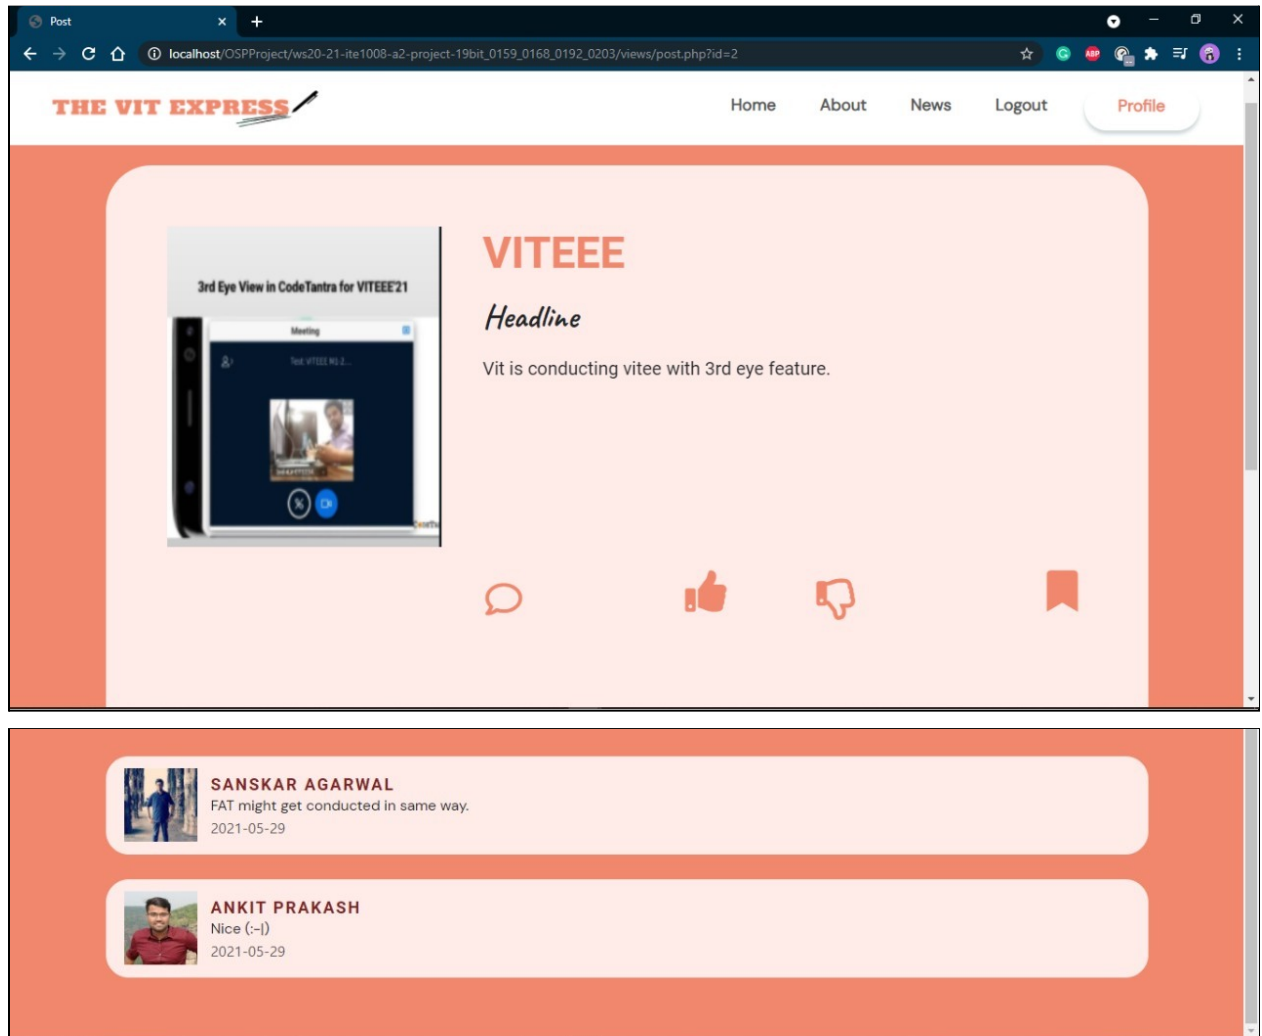 Post
localhost/OSPProject/ws20-21-ite1008-a2-project-19bit_0159_0168_0192_0203/views/post.php?id=2
THE VIT EXPRESS
Home About News Logout Profile
3rd Eye View in CodeTantra for VITEEE'21
Meeting
VITEEE
Headline
Vit is conducting vitee with 3rd eye feature.
SANSKAR AGARWAL
FAT might get conducted in same way.
2021-05-29
ANKIT PRAKASH
Nice (:-|)
2021-05-29